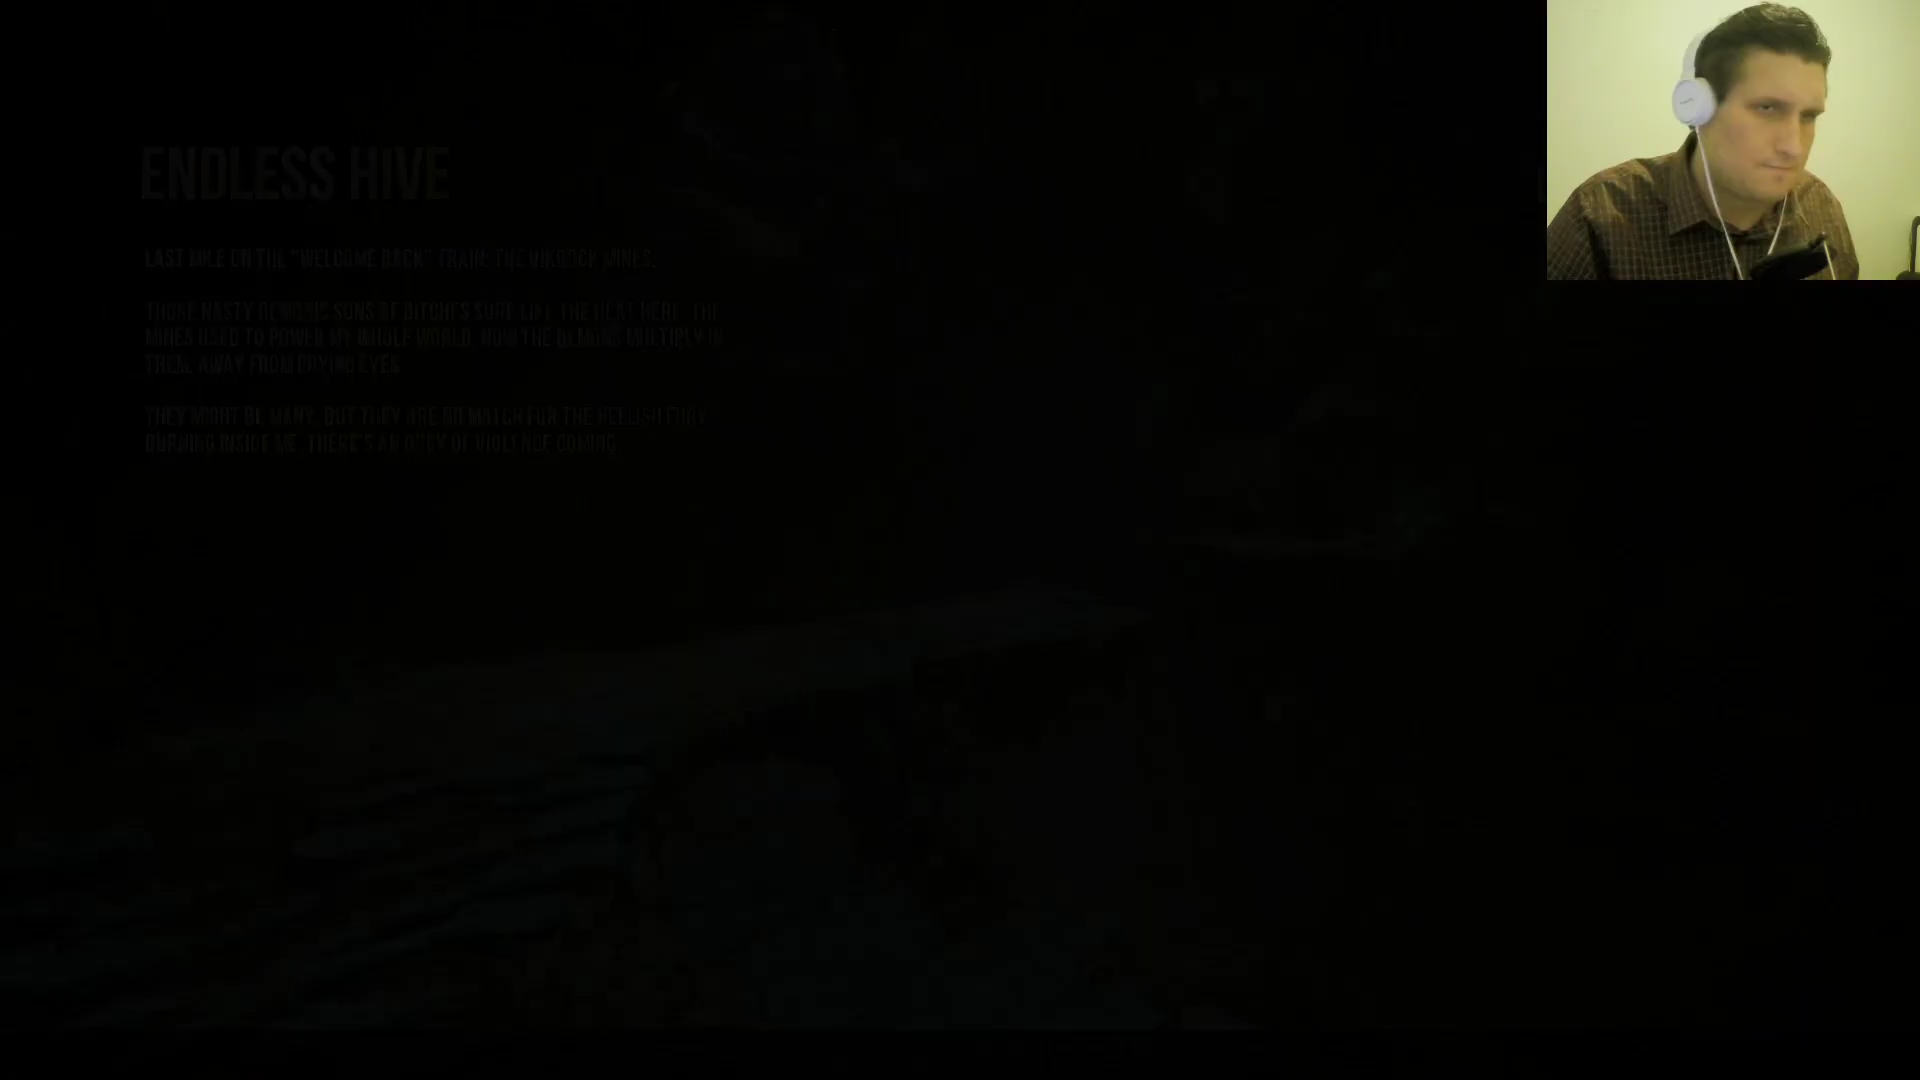 ENDLESS HIVE
LAST MILE ON THE "WELCOME BACK" TRAIN: THE VIKDOCK MINES.
THOSE NASTY DEMONIC SONS OF BITCHES SURE LIKE THE HEAT HERE. THE
MINES USED TO POWER MY WHOLE WORLD. NOW THE DEMONS MULTIPLY IN
THERE, AWAY FROM PRYING EYES.
THEY MIGHT BE MANY, BUT THEY ARE NO MATCH FOR THE HELLISH FURY
BURNING INSIDE ME. THERE'S AN OF VIOLENCE COMING.